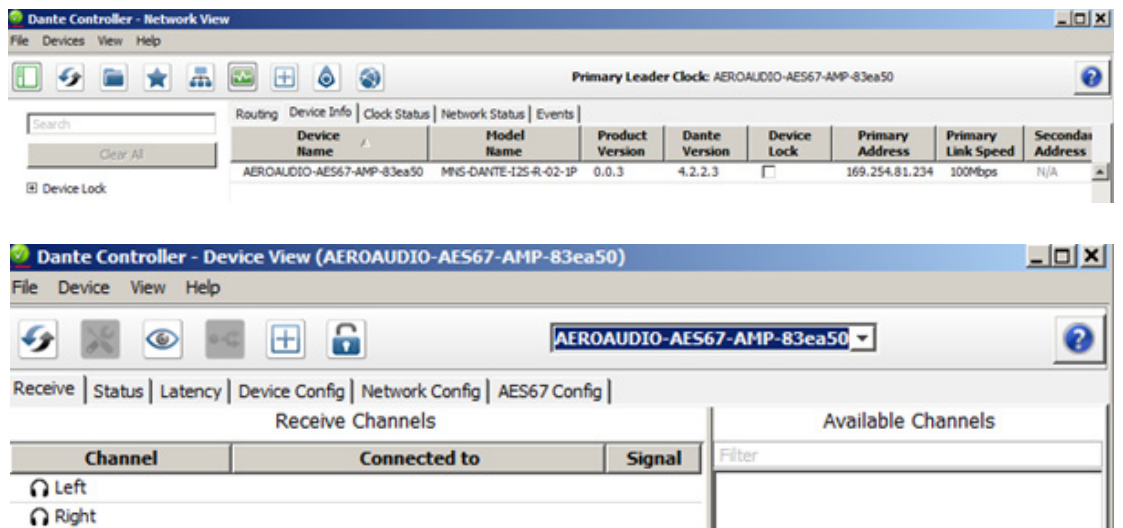 Dante Controller - Network View
File Devices View Help
Primary Leader Clock: AEROAUDIO-AES67-AMP-83ea50
Search
Clear All
Device Lock
Routing Device Info Clock Status Network Status Events
Device Name Model Name Product Version Dante Version Device Lock Primary Address Primary Link Speed Secondar Address
AEROAUDIO-AES67-AMP-83ea50 MNS-DANTE-I2S-R-02-1P 0.0.3 4.2.2.3 169.254.81.234 100Mbps N/A
Dante Controller - Device View (AEROAUDIO-AES67-AMP-83ea50)
File Device View Help
AEROAUDIO-AES67-AMP-83ea50
Receive Status Latency Device Config Network Config AES67 Config
Receive Channels Available Channels
Channel Connected to Signal Filter
Left
Right